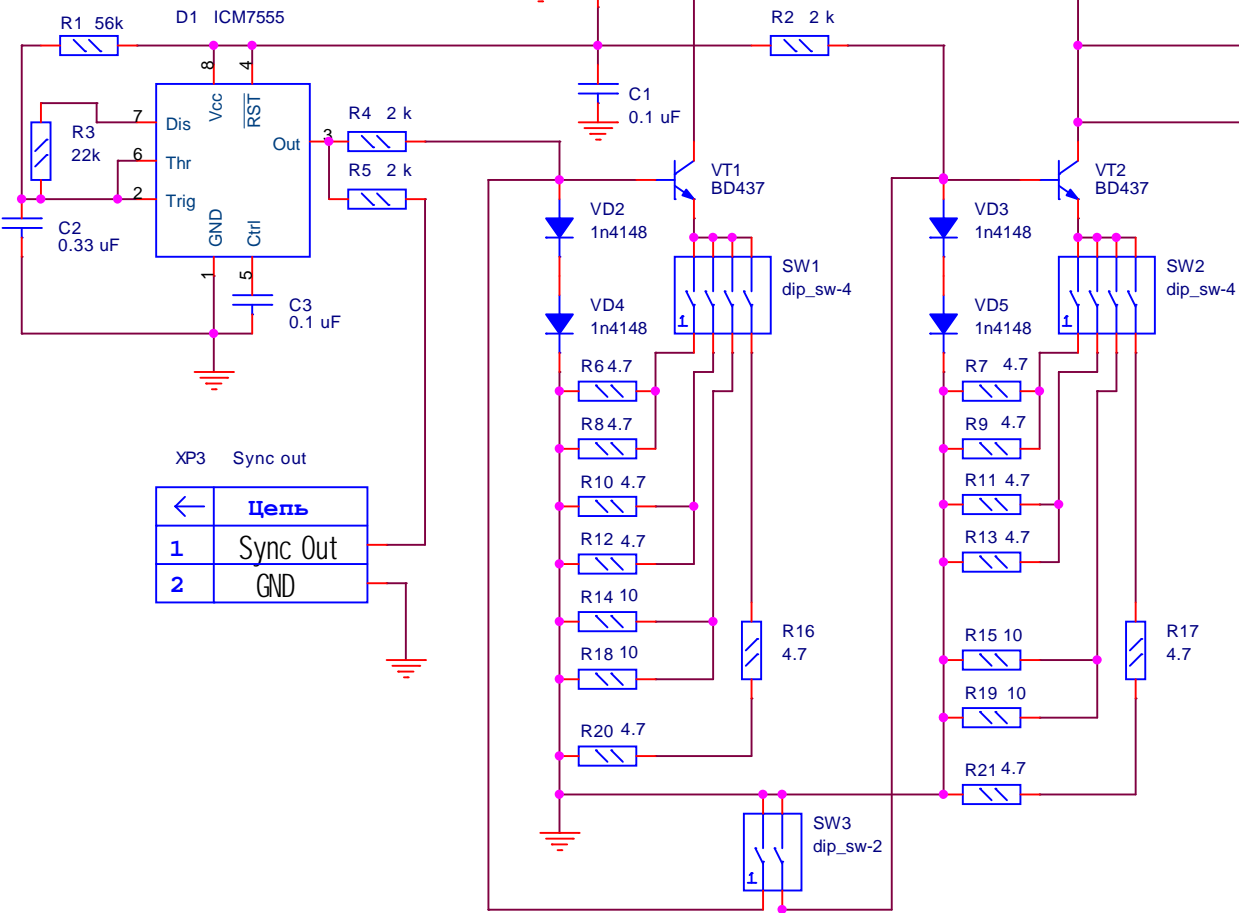 R1 56k
D1 ICM7555
R2 2 k
8
4
Vcc
RST
C1
0.1 uF
R3
22k
7
Dis
6
Thr
2
Trig
Out
3
R4 2 k
R5 2 k
GND
Ctrl
1
5
C2
0.33 uF
C3
0.1 uF
VT1
BD437
VT2
BD437
VD2
1n4148
VD3
1n4148
SW1
dip_sw-4
1
SW2
dip_sw-4
1
VD4
1n4148
VD5
1n4148
R6 4.7
R7 4.7
R8 4.7
R9 4.7
R10 4.7
R11 4.7
R12 4.7
R13 4.7
R14 10
R15 10
R16
4.7
R17
4.7
R18 10
R19 10
R20 4.7
R21 4.7
XP3 Sync out
Цепь
1 Sync Out
2 GND
SW3
dip_sw-2
1